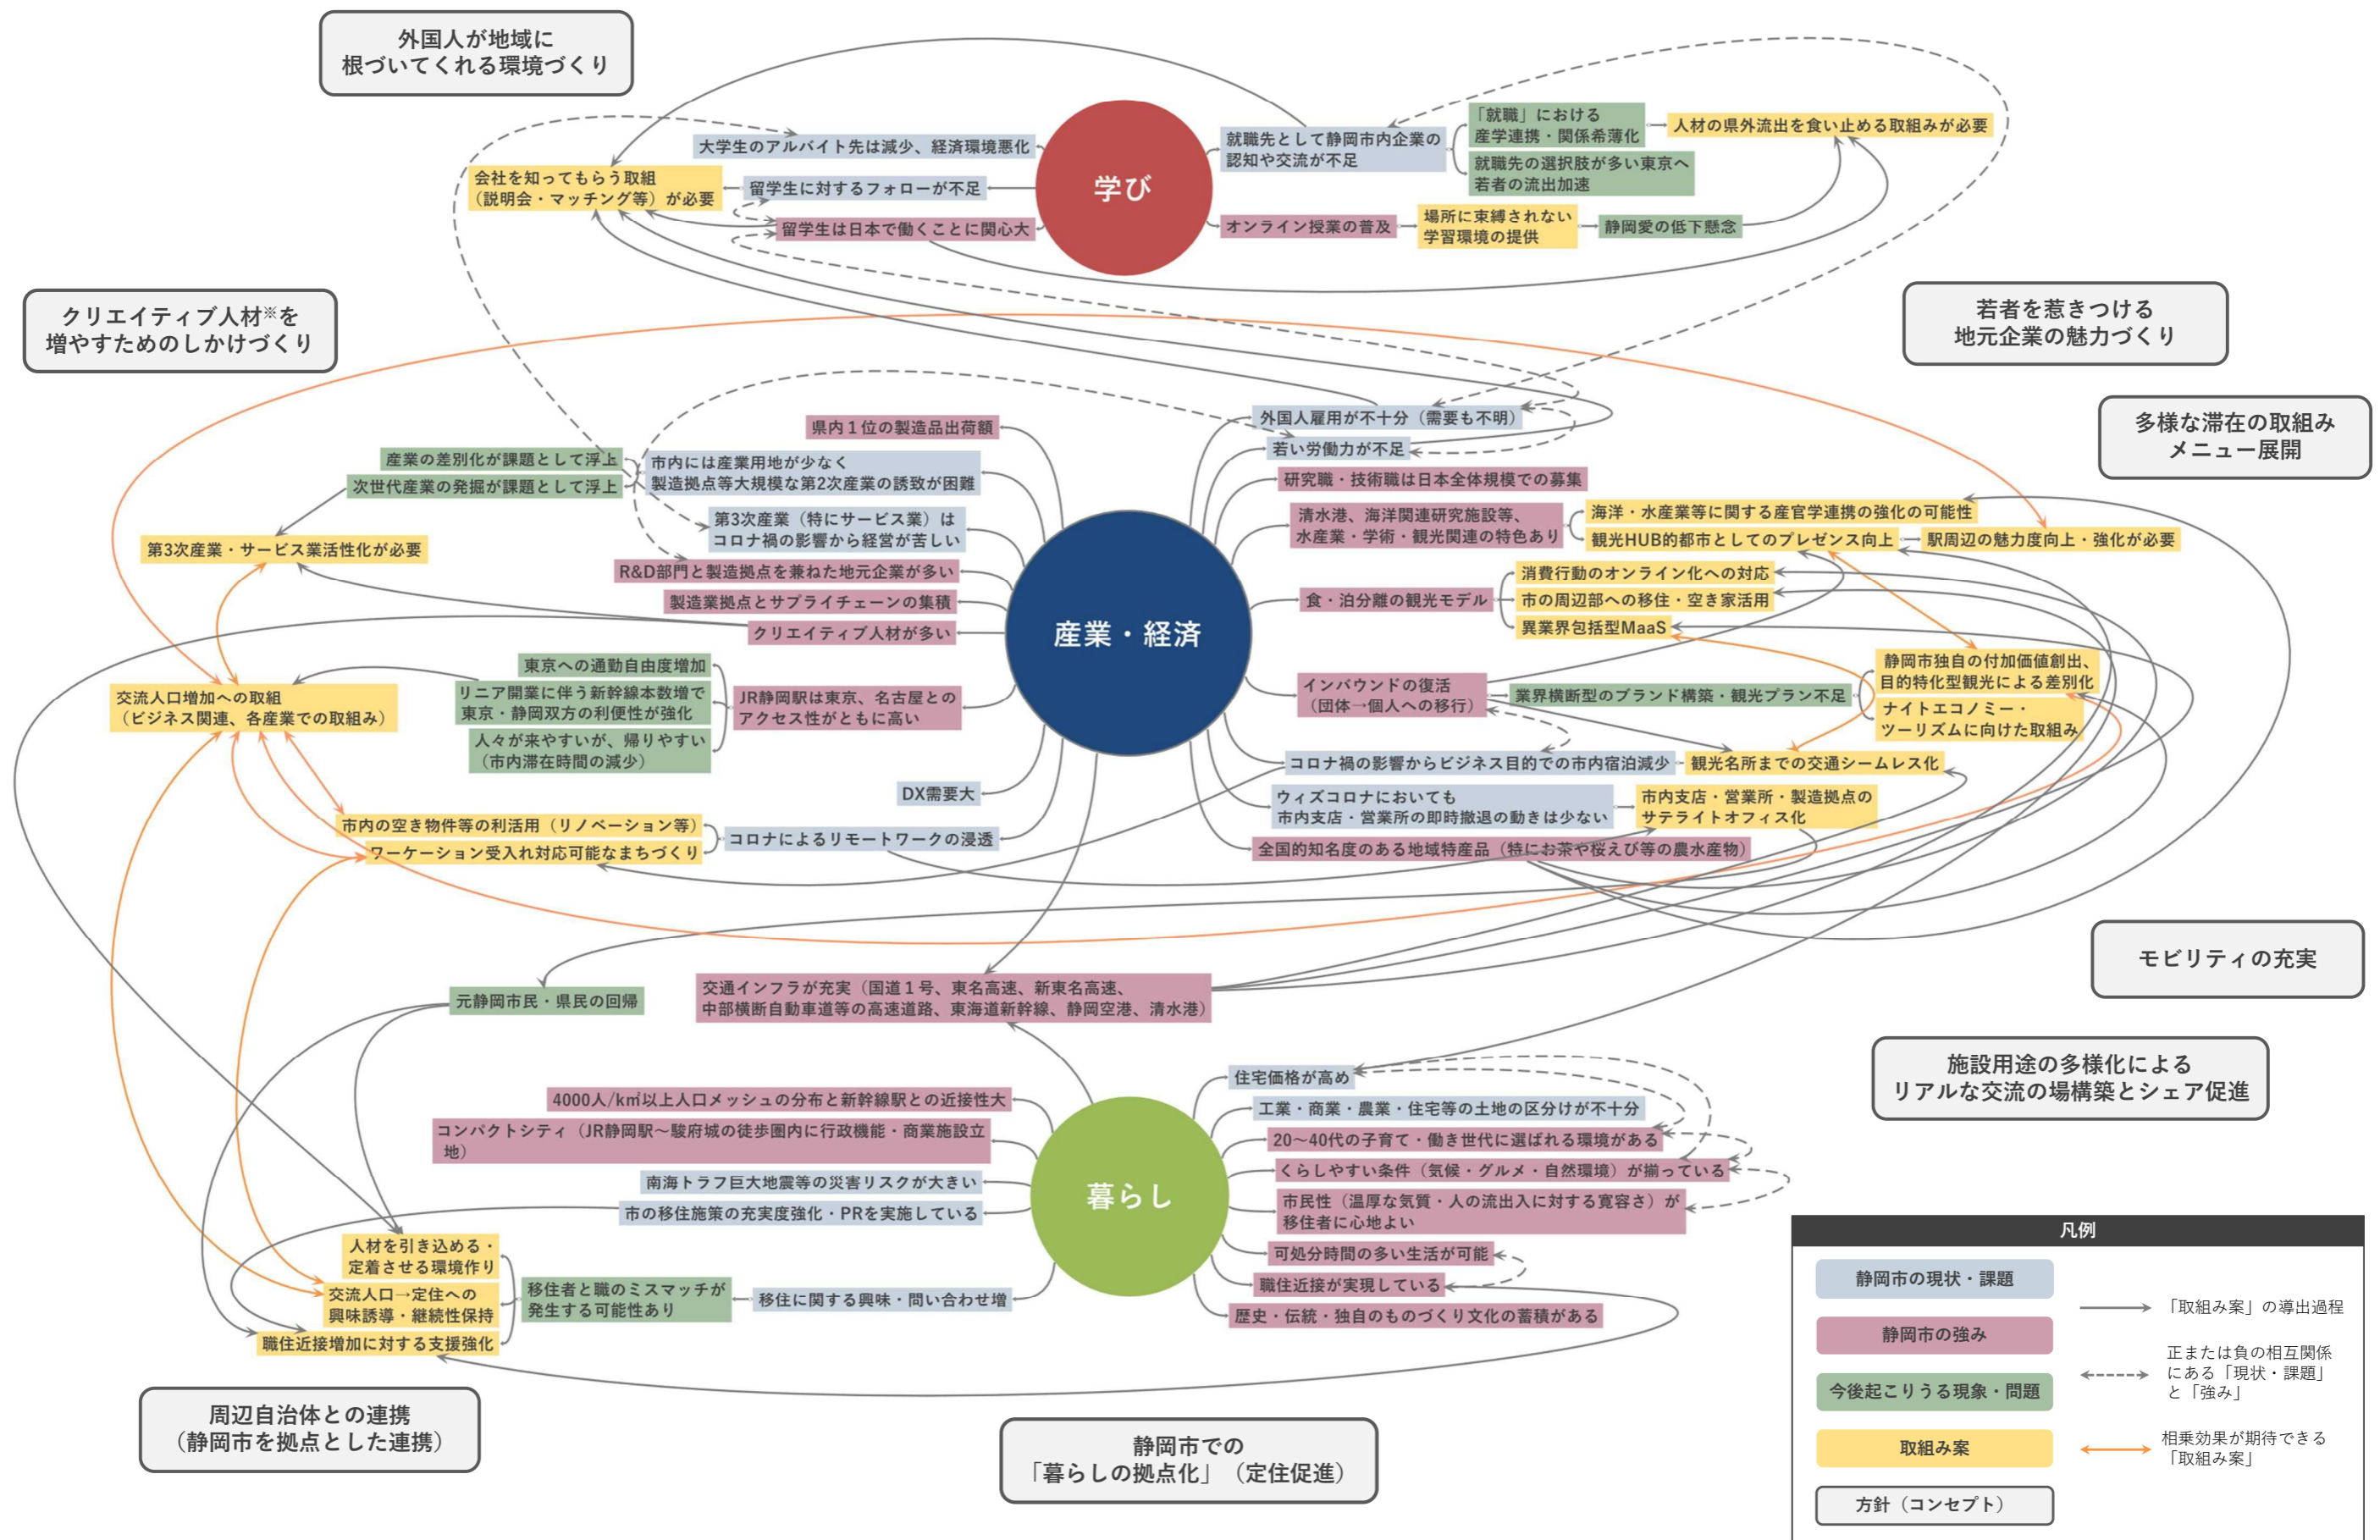 外国人が地域に
根づいてくれる環境づくり
学び
大学生のアルバイト先は減少、経済環境悪化
会社を知ってもらう取組
（説明会・マッチング等）が必要
留学生に対するフォローが不足
留学生は日本で働くことに関心大
就職先として静岡市内企業の
認知や交流が不足
「就職」における
産学連携・関係希薄化
人材の県外流出を食い止める取組みが必要
就職先の選択肢が多い東京へ
若者の流出加速
オンライン授業の普及
場所に束縛されない
学習環境の提供
静岡愛の低下懸念
クリエイティブ人材※を
増やすためのしかけづくり
若者を惹きつける
地元企業の魅力づくり
多様な滞在の取組み
メニュー展開
産業・経済
県内１位の製造品出荷額
産業の差別化が課題として浮上
次世代産業の発掘が課題として浮上
市内には産業用地が少なく
製造拠点等大規模な第2次産業の誘致が困難
第3次産業（特にサービス業）は
コロナ禍の影響から経営が苦しい
第3次産業・サービス業活性化が必要
R&D部門と製造拠点を兼ねた地元企業が多い
製造業拠点とサプライチェーンの集積
クリエイティブ人材が多い
東京への通勤自由度増加
リニア開業に伴う新幹線本数増で
東京・静岡双方の利便性が強化
人々が来やすいが、帰りやすい
（市内滞在時間の減少）
JR静岡駅は東京、名古屋との
アクセス性がともに高い
交流人口増加への取組
（ビジネス関連、各産業での取組み）
DX需要大
市内の空き物件等の利活用（リノベーション等）
ワーケーション受入れ対応可能なまちづくり
コロナによるリモートワークの浸透
外国人雇用が不十分（需要も不明）
若い労働力が不足
研究職・技術職は日本全体規模での募集
清水港、海洋関連研究施設等、
水産業・学術・観光関連の特色あり
海洋・水産業等に関する産官学連携の強化の可能性
観光HUB的都市としてのプレゼンス向上
駅周辺の魅力度向上・強化が必要
食・泊分離の観光モデル
消費行動のオンライン化への対応
市の周辺部への移住・空き家活用
異業界包括型MaaS
インバウンドの復活
（団体→個人への移行）
業界横断型のブランド構築・観光プラン不足
静岡市独自の付加価値創出、
目的特化型観光による差別化
ナイトエコノミー・
ツーリズムに向けた取組み
コロナ禍の影響からビジネス目的での市内宿泊減少
観光名所までの交通シームレス化
ウィズコロナにおいても
市内支店・営業所の即時撤退の動きは少ない
市内支店・営業所・製造拠点の
サテライトオフィス化
全国的知名度のある地域特産品（特にお茶や桜えび等の農水産物）
モビリティの充実
元静岡市民・県民の回帰
交通インフラが充実（国道１号、東名高速、新東名高速、
中部横断自動車道等の高速道路、東海道新幹線、静岡空港、清水港）
施設用途の多様化による
リアルな交流の場構築とシェア促進
暮らし
4000人/k㎡以上人口メッシュの分布と新幹線駅との近接性大
コンパクトシティ（JR静岡駅～駿府城の徒歩圏内に行政機能・商業施設立
地）
南海トラフ巨大地震等の災害リスクが大きい
市の移住施策の充実度強化・PRを実施している
人材を引き込める・
定着させる環境作り
交流人口→定住への
興味誘導・継続性保持
職住近接増加に対する支援強化
移住者と職のミスマッチが
発生する可能性あり
移住に関する興味・問い合わせ増
住宅価格が高め
工業・商業・農業・住宅等の土地の区分けが不十分
20～40代の子育て・働き世代に選ばれる環境がある
くらしやすい条件（気候・グルメ・自然環境）が揃っている
市民性（温厚な気質・人の流出入に対する寛容さ）が
移住者に心地よい
可処分時間の多い生活が可能
職住近接が実現している
歴史・伝統・独自のものづくり文化の蓄積がある
周辺自治体との連携
（静岡市を拠点とした連携）
静岡市での
「暮らしの拠点化」（定住促進）
凡例
静岡市の現状・課題
静岡市の強み
今後起こりうる現象・問題
取組み案
方針（コンセプト）
「取組み案」の導出過程
正または負の相互関係
にある「現状・課題」
と「強み」
相乗効果が期待できる
「取組み案」